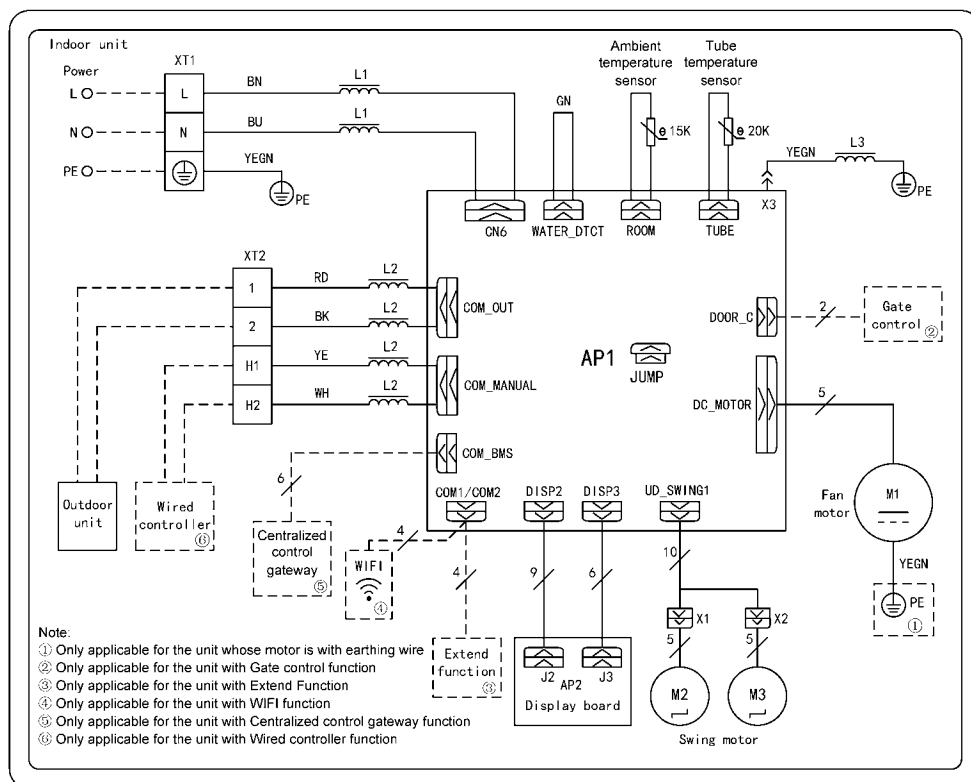 Indoor unit
Power
XT1
L
L
BN
L1
N
N
BU
L1
PE
YEGN
PE
GN
Ambient
temperature
sensor
θ 15K
Tube
temperature
sensor
θ 20K
YEGN
L3
PE
X3
CN6
WATER_DTCT
ROOM
TUBE
XT2
1
RD
L2
2
BK
L2
COM_OUT
H1
YE
L2
H2
WH
L2
COM_MANUAL
COM_BMS
AP1
JUMP
DOOR_C
2
Gate
control
②
DC_MOTOR
5
Fan
motor
M1
YEGN
PE
①
COM1/COM2
DISP2
DISP3
UD_SWING1
6
4
4
9
6
10
Outdoor
unit
Wired
controller
⑥
Centralized
control
gateway
⑤
WIFI
④
Extend
function
③
J2
J3
AP2
Display board
X1
X2
5
5
M2
M3
Swing motor
Note:
① Only applicable for the unit whose motor is with earthing wire
② Only applicable for the unit with Gate control function
③ Only applicable for the unit with Extend Function
④ Only applicable for the unit with WIFI function
⑤ Only applicable for the unit with Centralized control gateway function
⑥ Only applicable for the unit with Wired controller function